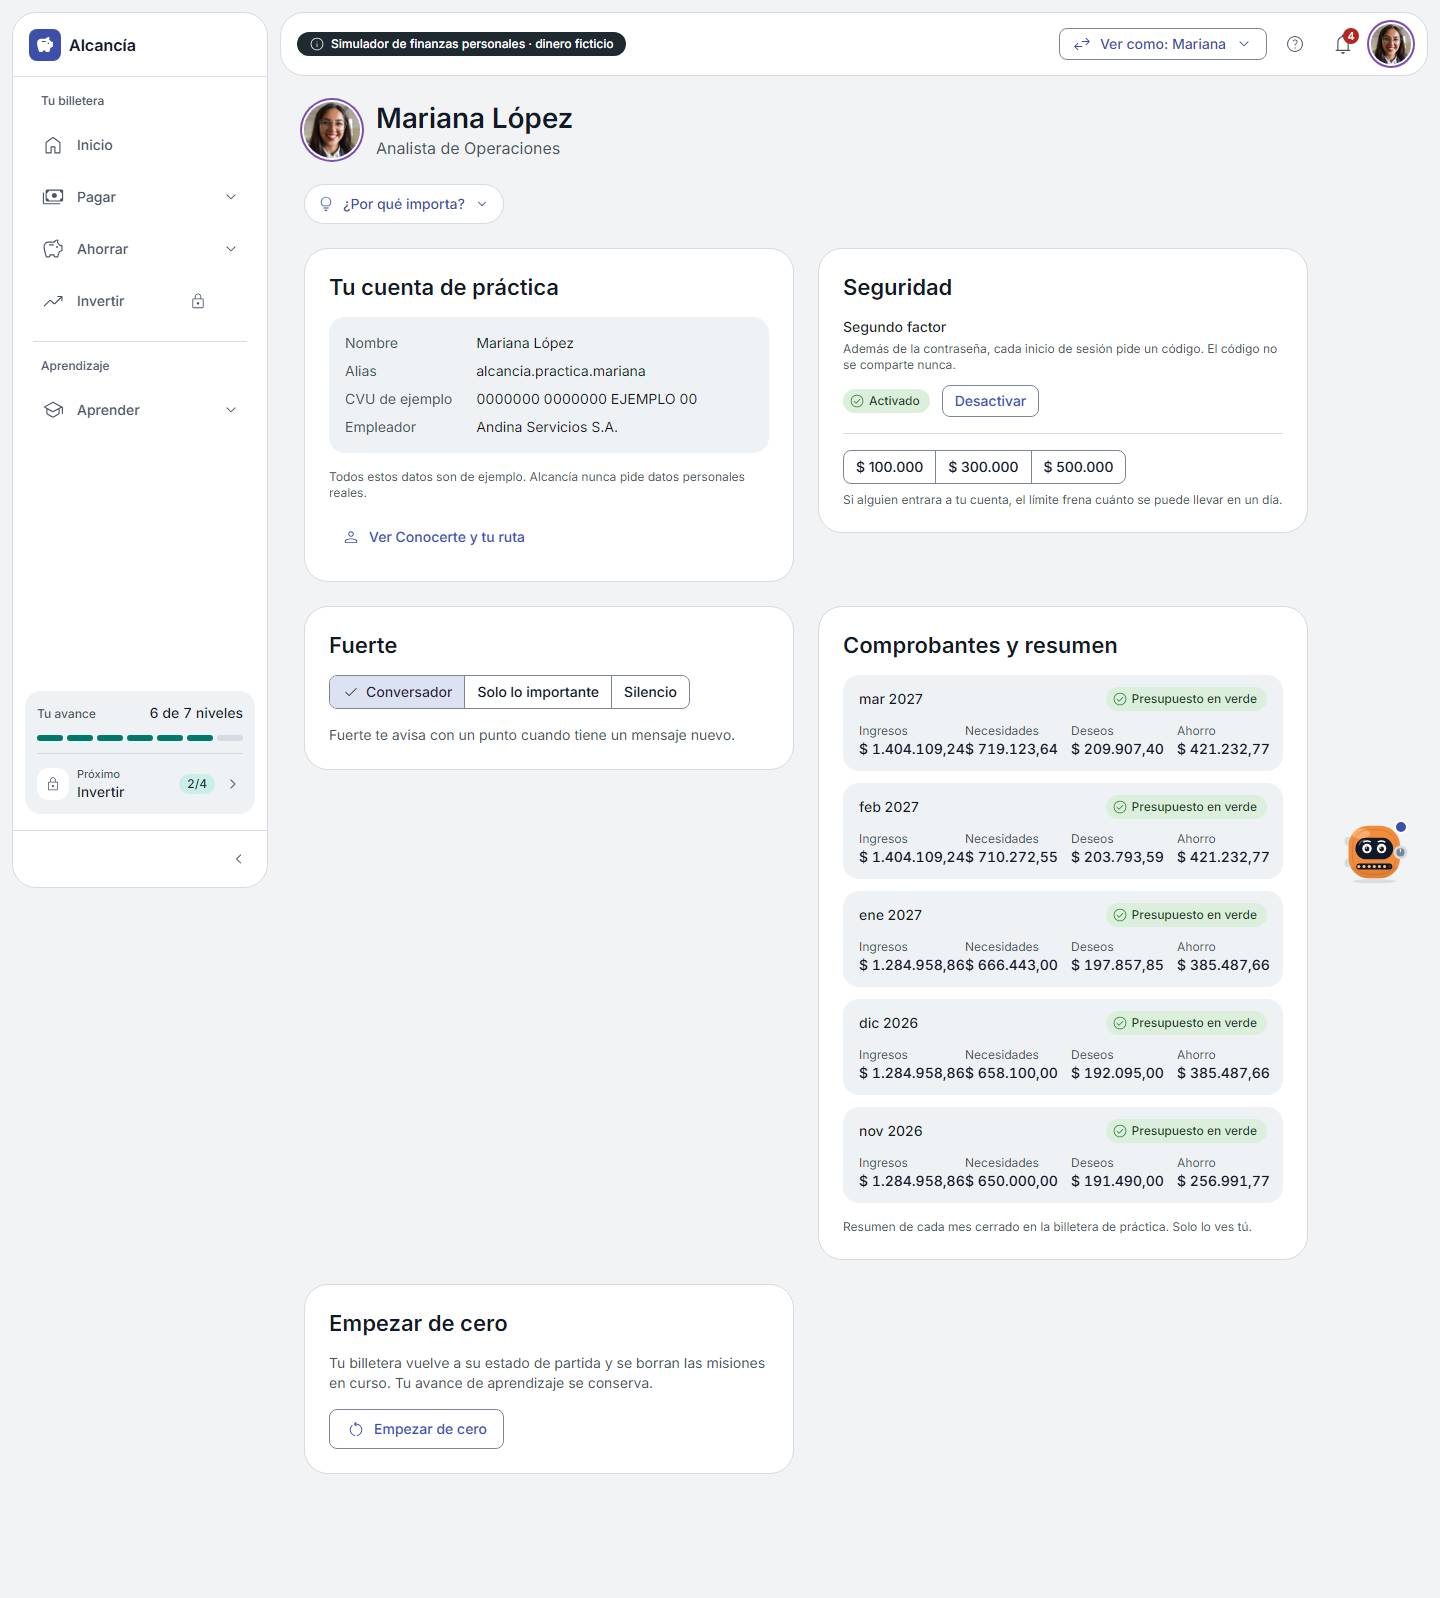 Alcancía
Simulador de finanzas personales · dinero ficticio
Ver como: Mariana
4
Tu billetera
Inicio
Pagar
Ahorrar
Invertir
Aprendizaje
Aprender
Tu avance
6 de 7 niveles
Próximo
Invertir
2/4
Mariana López
Analista de Operaciones
¿Por qué importa?
Tu cuenta de práctica
Nombre Mariana López
Alias alcancia.practica.mariana
CVU de ejemplo 0000000 0000000 EJEMPLO 00
Empleador Andina Servicios S.A.
Todos estos datos son de ejemplo. Alcancía nunca pide datos personales
reales.
Ver Conocerte y tu ruta
Seguridad
Segundo factor
Además de la contraseña, cada inicio de sesión pide un código. El código no
se comparte nunca.
Activado Desactivar
$ 100.000 $ 300.000 $ 500.000
Si alguien entrara a tu cuenta, el límite frena cuánto se puede llevar en un día.
Fuerte
Conversador Solo lo importante Silencio
Fuerte te avisa con un punto cuando tiene un mensaje nuevo.
Comprobantes y resumen
mar 2027 Presupuesto en verde
Ingresos Necesidades Deseos Ahorro
$ 1.404.109,24 $ 719.123,64 $ 209.907,40 $ 421.232,77
feb 2027 Presupuesto en verde
Ingresos Necesidades Deseos Ahorro
$ 1.404.109,24 $ 710.272,55 $ 203.793,59 $ 421.232,77
ene 2027 Presupuesto en verde
Ingresos Necesidades Deseos Ahorro
$ 1.284.958,86 $ 666.443,00 $ 197.857,85 $ 385.487,66
dic 2026 Presupuesto en verde
Ingresos Necesidades Deseos Ahorro
$ 1.284.958,86 $ 658.100,00 $ 192.095,00 $ 385.487,66
nov 2026 Presupuesto en verde
Ingresos Necesidades Deseos Ahorro
$ 1.284.958,86 $ 650.000,00 $ 191.490,00 $ 256.991,77
Resumen de cada mes cerrado en la billetera de práctica. Solo lo ves tú.
Empezar de cero
Tu billetera vuelve a su estado de partida y se borran las misiones
en curso. Tu avance de aprendizaje se conserva.
Empezar de cero